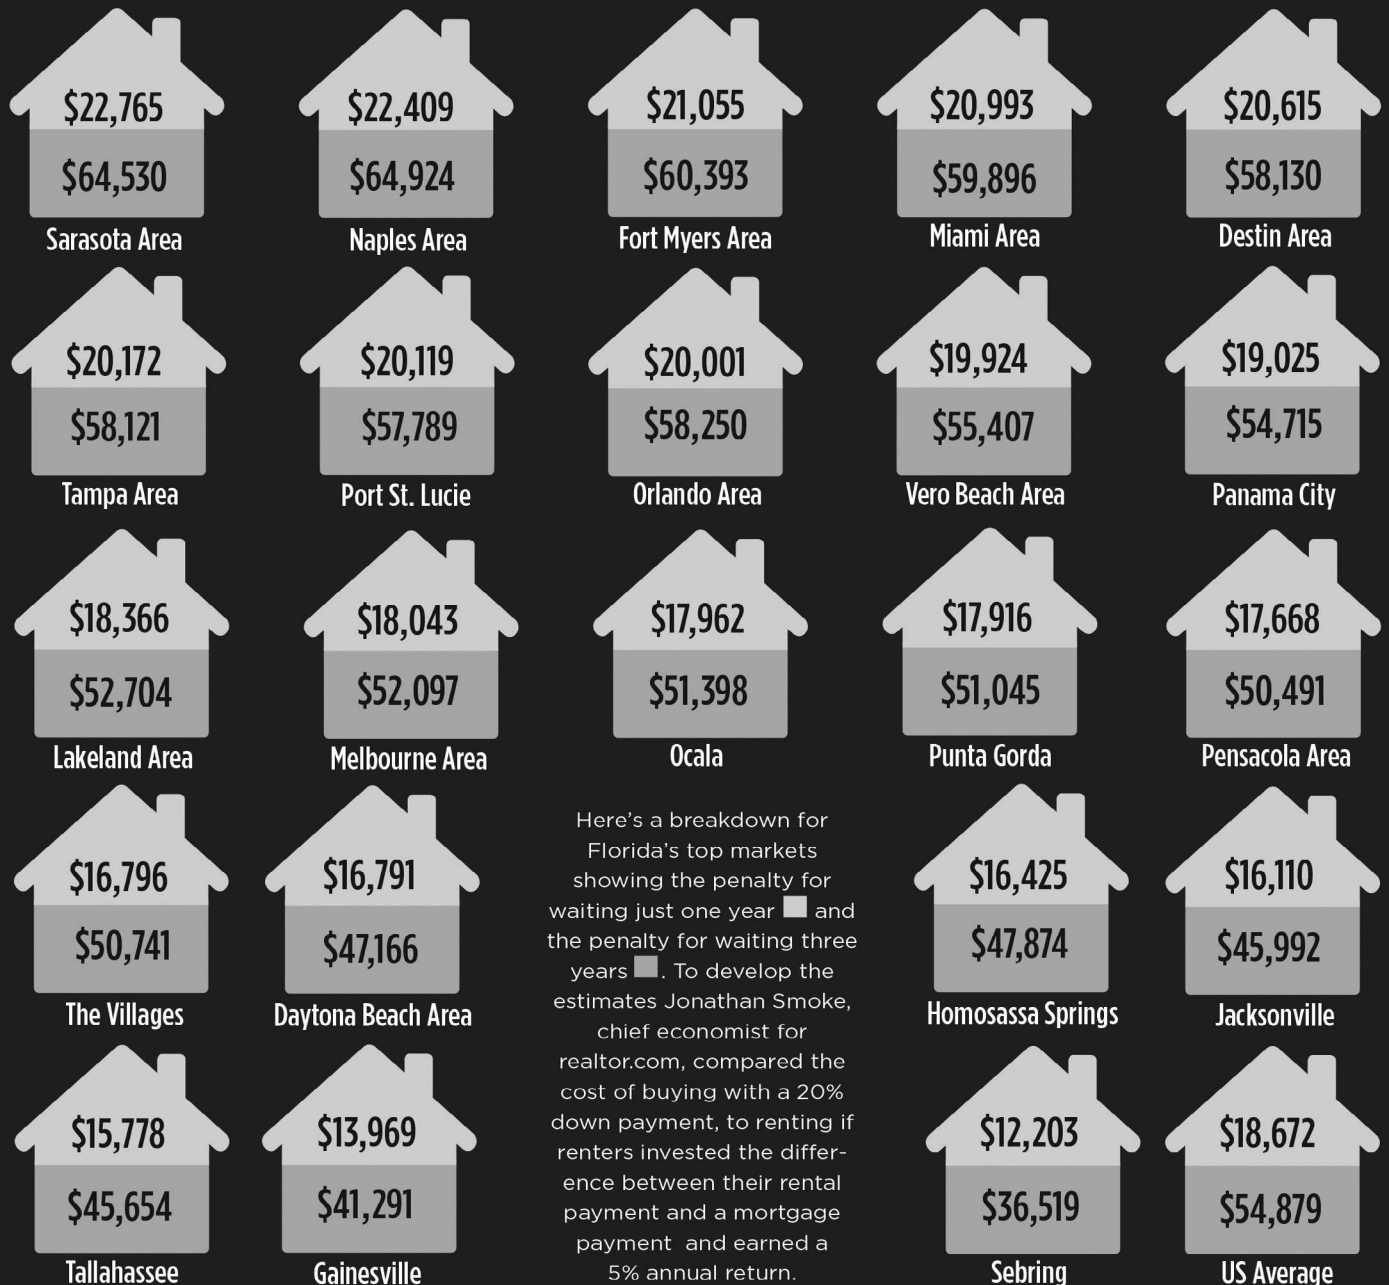 $22,765
$64,530
Sarasota Area
$22,409
$64,924
Naples Area
$21,055
$60,393
Fort Myers Area
$20,993
$59,896
Miami Area
$20,615
$58,130
Destin Area
$20,172
$58,121
Tampa Area
$20,119
$57,789
Port St. Lucie
$20,001
$58,250
Orlando Area
$19,924
$55,407
Vero Beach Area
$19,025
$54,715
Panama City
$18,366
$52,704
Lakeland Area
$18,043
$52,097
Melbourne Area
$17,962
$51,398
Ocala
$17,916
$51,045
Punta Gorda
$17,668
$50,491
Pensacola Area
$16,796
$50,741
The Villages
$16,791
$47,166
Daytona Beach Area
Here's a breakdown for
Florida's top markets
showing the penalty for
waiting just one year and
the penalty for waiting three
years . To develop the
estimates Jonathan Smoke,
chief economist for
realtor.com, compared the
cost of buying with a 20%
down payment, to renting if
renters invested the differ-
ence between their rental
payment and a mortgage
payment and earned a
5% annual return.
$16,425
$47,874
Homosassa Springs
$16,110
$45,992
Jacksonville
$15,778
$45,654
Tallahassee
$13,969
$41,291
Gainesville
$12,203
$36,519
Sebring
$18,672
$54,879
US Average